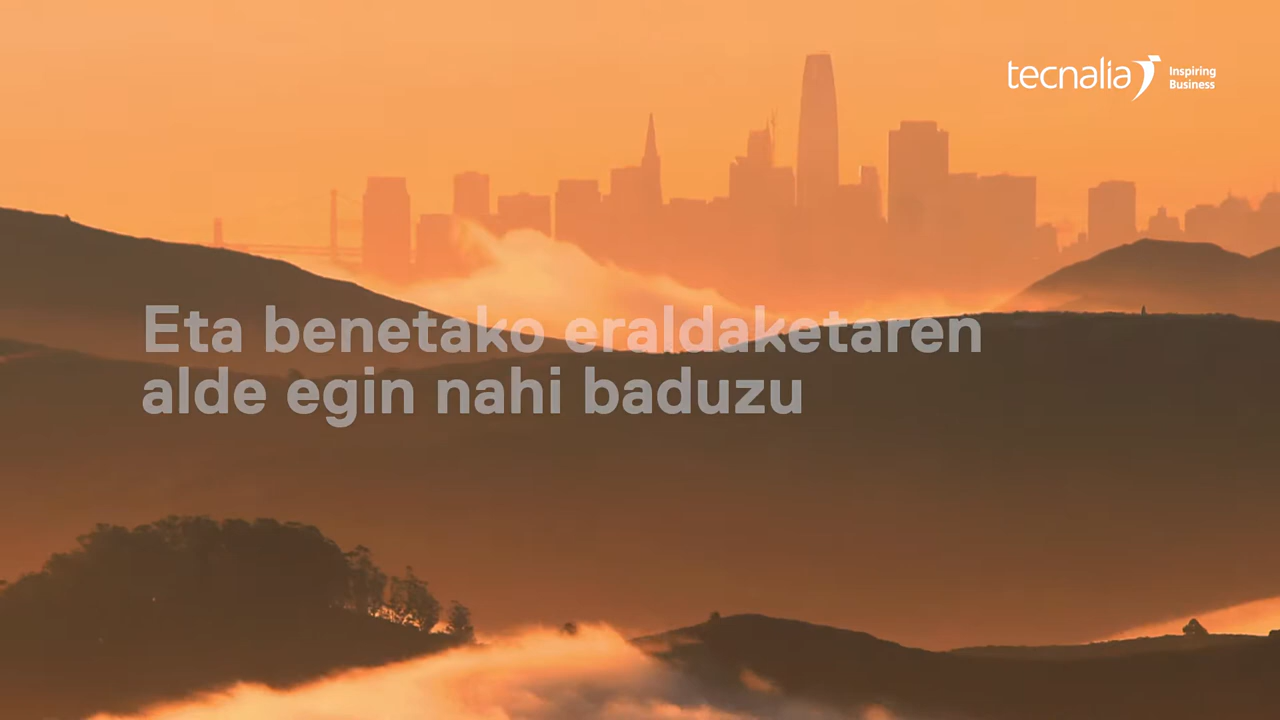 tecnalia
Inspiring
Business
Eta benetako eraldaketaren
alde egin nahi baduzu